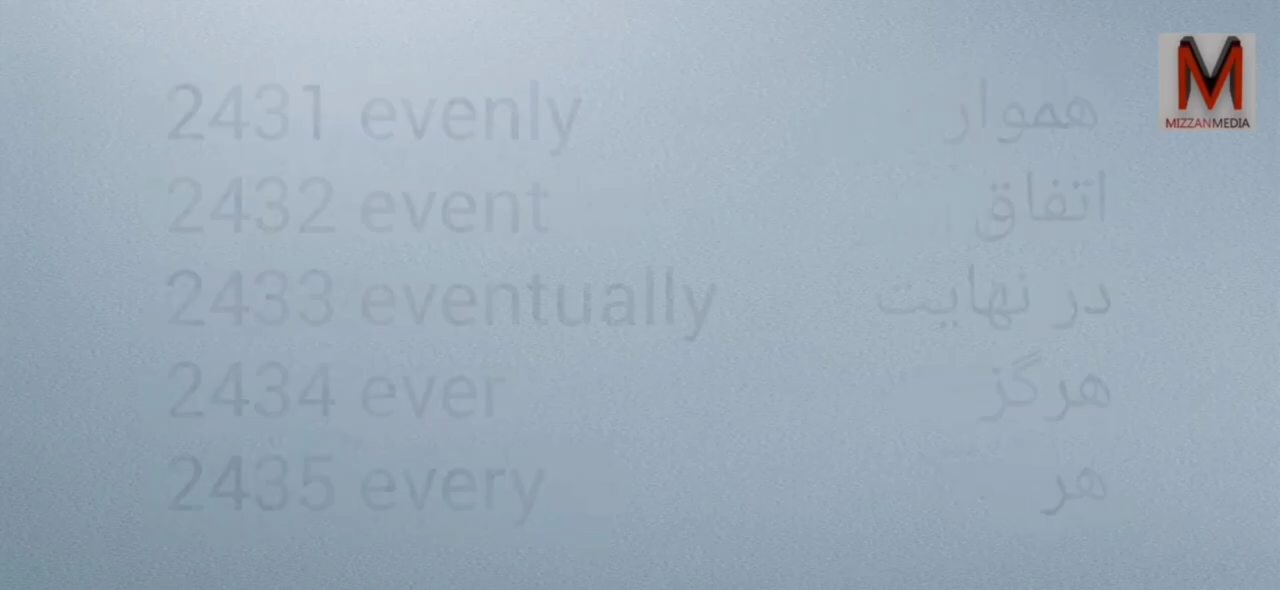 2431 evenly هموار
2432 event اتفاق
2433 eventually در نهایت
2434 ever هرگز
2435 every هر
MIZZANMEDIA